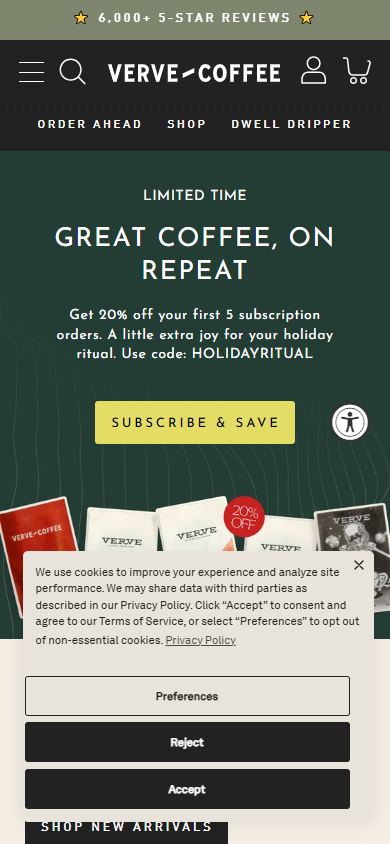 6,000+ 5-STAR REVIEWS
VERVE COFFEE
ORDER AHEAD SHOP DWELL DRIPPER
LIMITED TIME
GREAT COFFEE, ON
REPEAT
Get 20% off your first 5 subscription
orders. A little extra joy for your holiday
ritual. Use code: HOLIDAYRITUAL
SUBSCRIBE & SAVE
20%
OFF
VERVE COFFEE
VERVE
VERVE
VERVE
VERVE
We use cookies to improve your experience and analyze site
performance. We may share data with third parties as
described in our Privacy Policy. Click “Accept” to consent and
agree to our Terms of Service, or select “Preferences” to opt out
of non-essential cookies. Privacy Policy
Preferences
Reject
Accept
SHOP NEW ARRIVALS